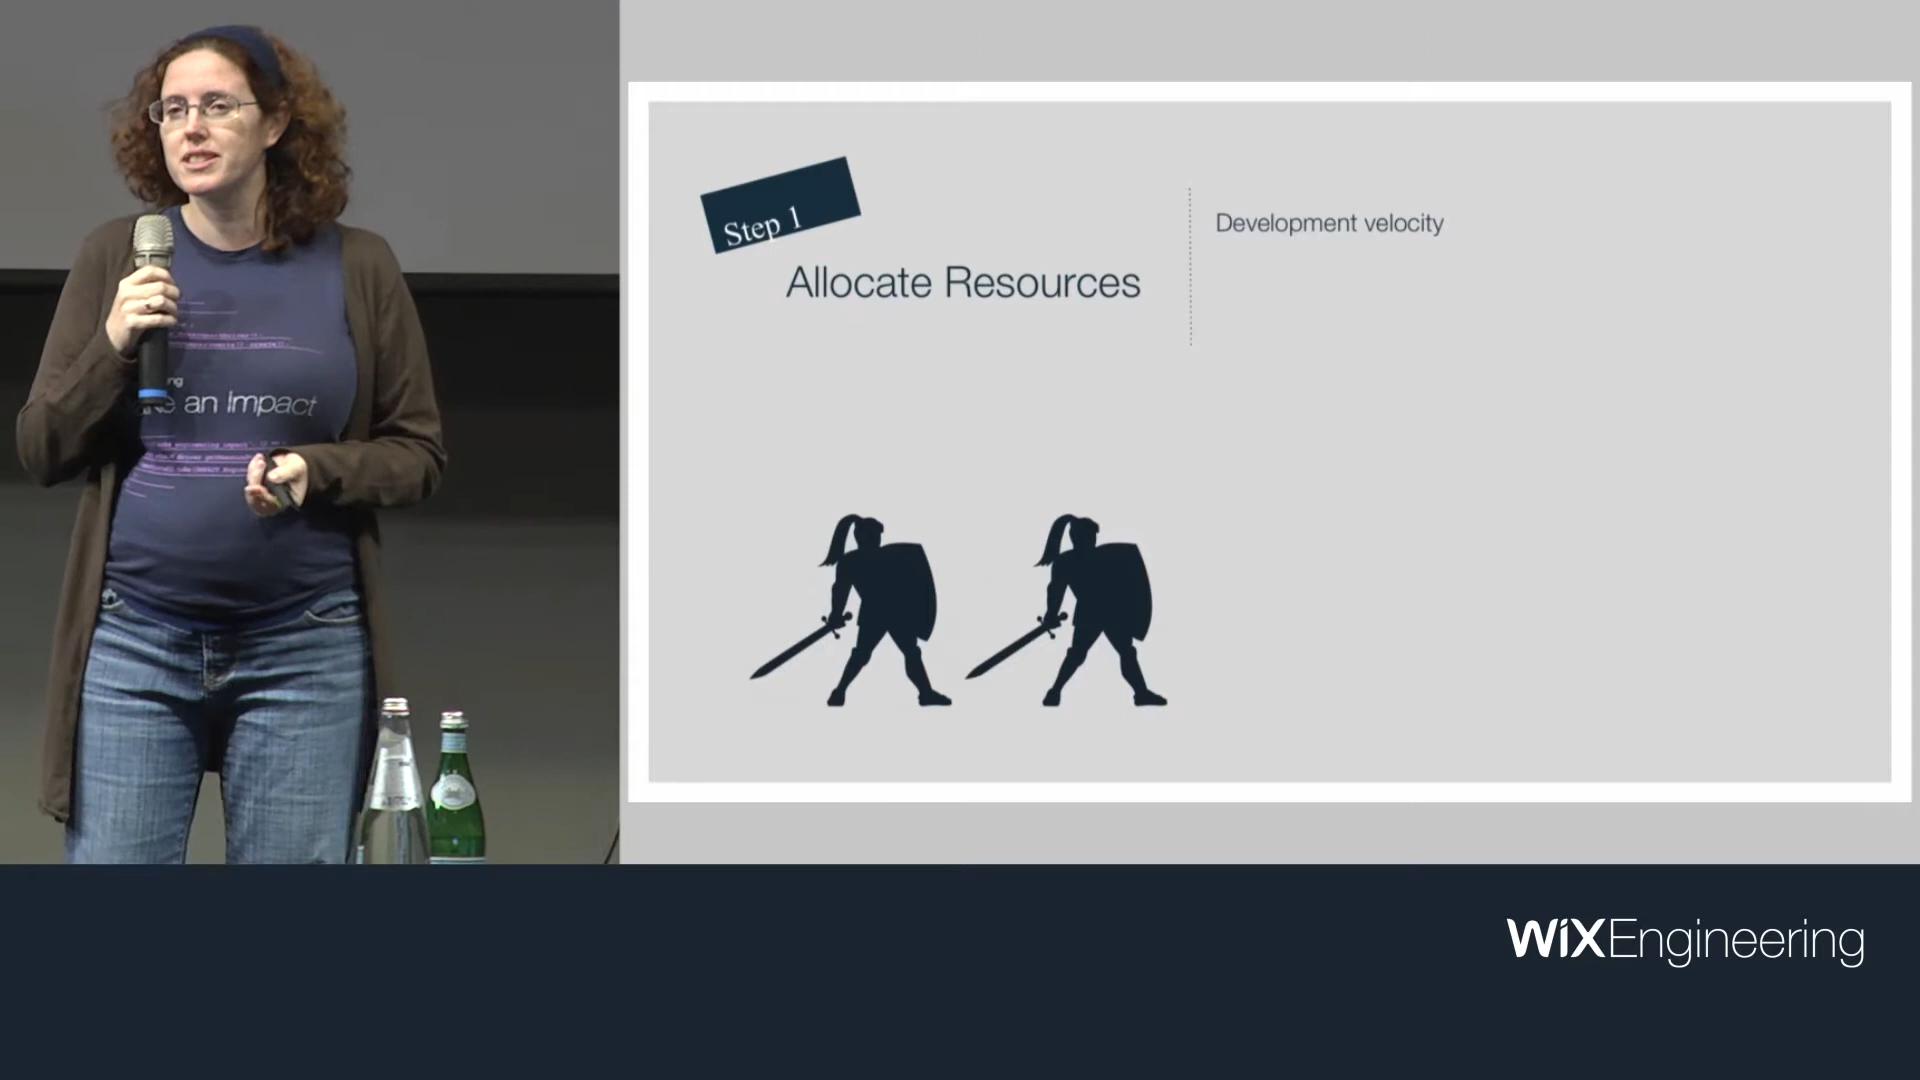 Step 1
Allocate Resources
Development velocity
an Impact
WiXEngineering